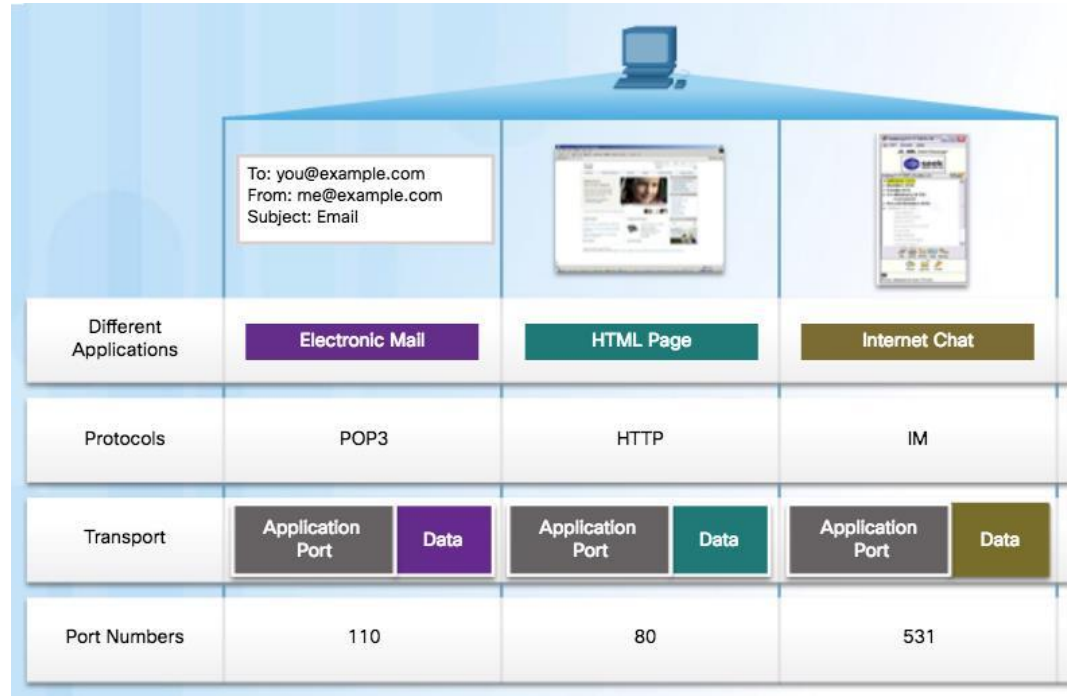 To: you@example.com
From: me@example.com
Subject: Email
Different
Applications
Electronic Mail
HTML Page
Internet Chat
Protocols
POP3
HTTP
IM
Transport
Application
Port
Data
Application
Port
Data
Application
Port
Data
Port Numbers
110
80
531